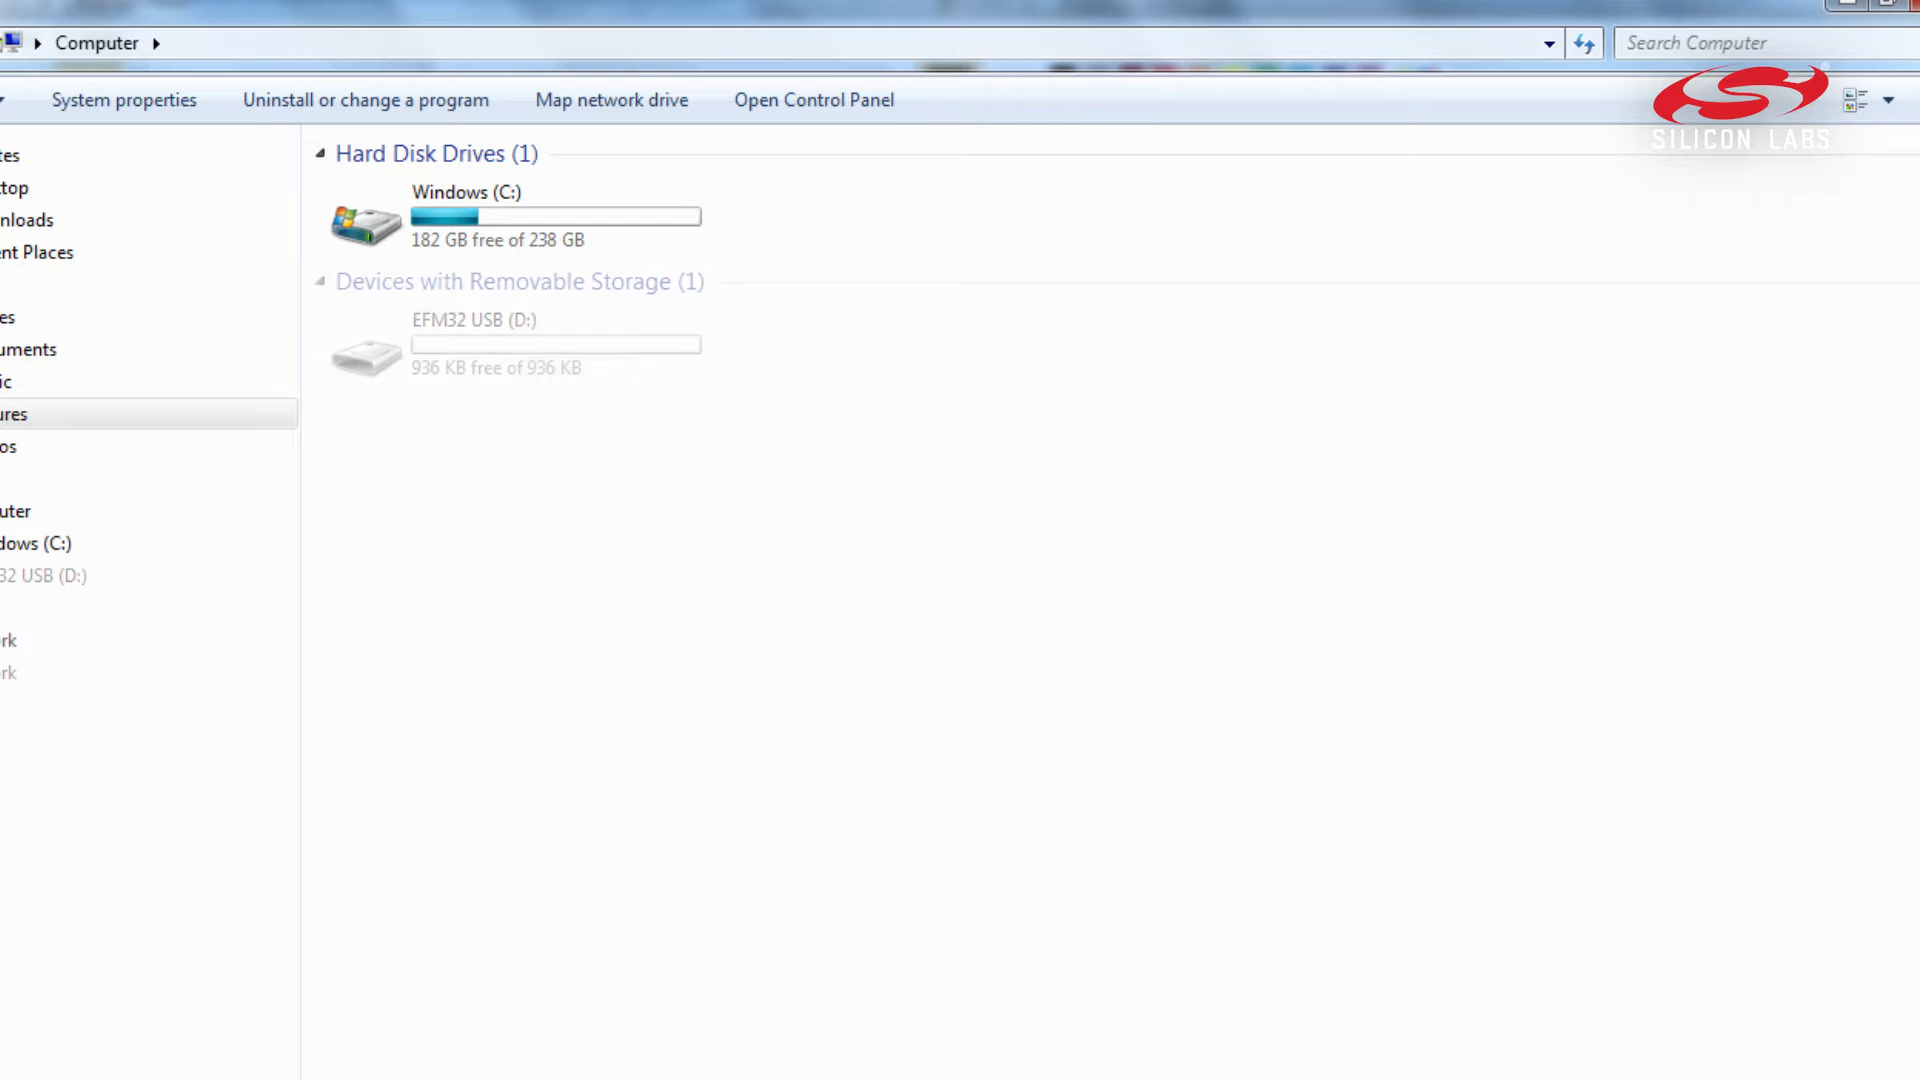 Computer
Search Computer
System properties
Uninstall or change a program
Map network drive
Open Control Panel
SILICON LABS
®
tes
top
nloads
ent Places
es
uments
ic
ures
os
uter
dows (C:)
32 USB (D:)
rk
rk
Hard Disk Drives (1)
Windows (C:)
182 GB free of 238 GB
Devices with Removable Storage (1)
EFM32 USB (D:)
936 KB free of 936 KB